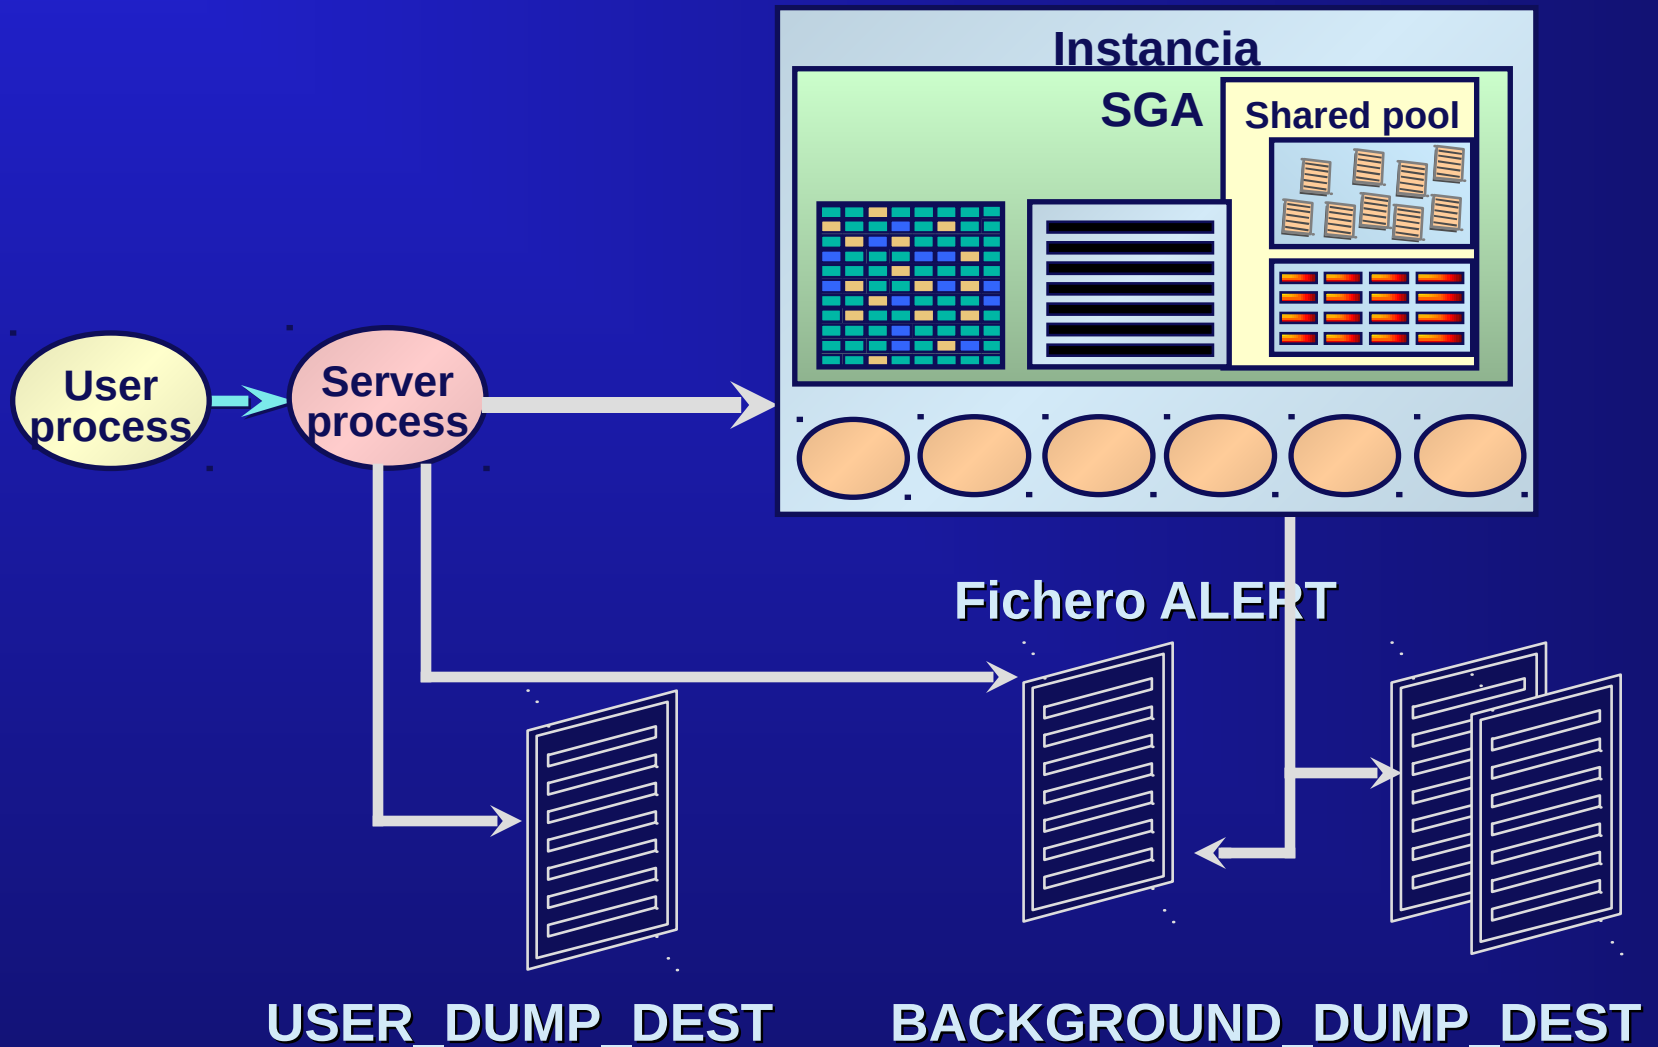 Instancia
SGA
Shared pool
User
process
Server
process
Fichero ALERT
USER_DUMP_DEST
BACKGROUND_DUMP_DEST